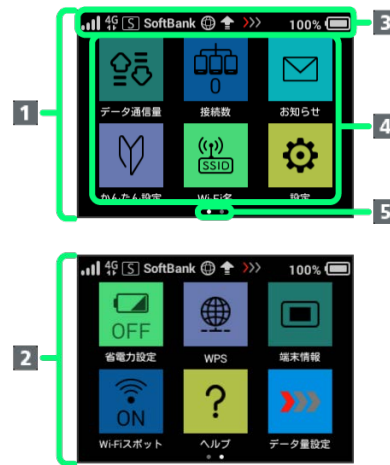 4G S SoftBank 100% 3
データ通信量 0 接続数 お知らせ
1 4
SSID
かんたん設定 Wi-Fi名 設定
5
4G S SoftBank 100%
OFF
省電力設定 WPS 端末情報
2
ON ?
Wi-Fiスポット ヘルプ データ量設定